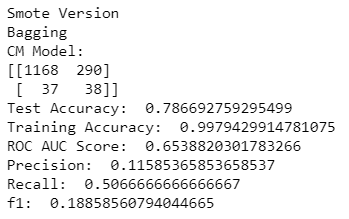 Smote Version
Bagging
CM Model:
[[1168  290]
 [  37   38]]
Test Accuracy:  0.786692759295499
Training Accuracy:  0.9979429914781075
ROC AUC Score:  0.6538820301783266
Precision:  0.11585365853658537
Recall:  0.5066666666666667
f1:  0.18858560794044665